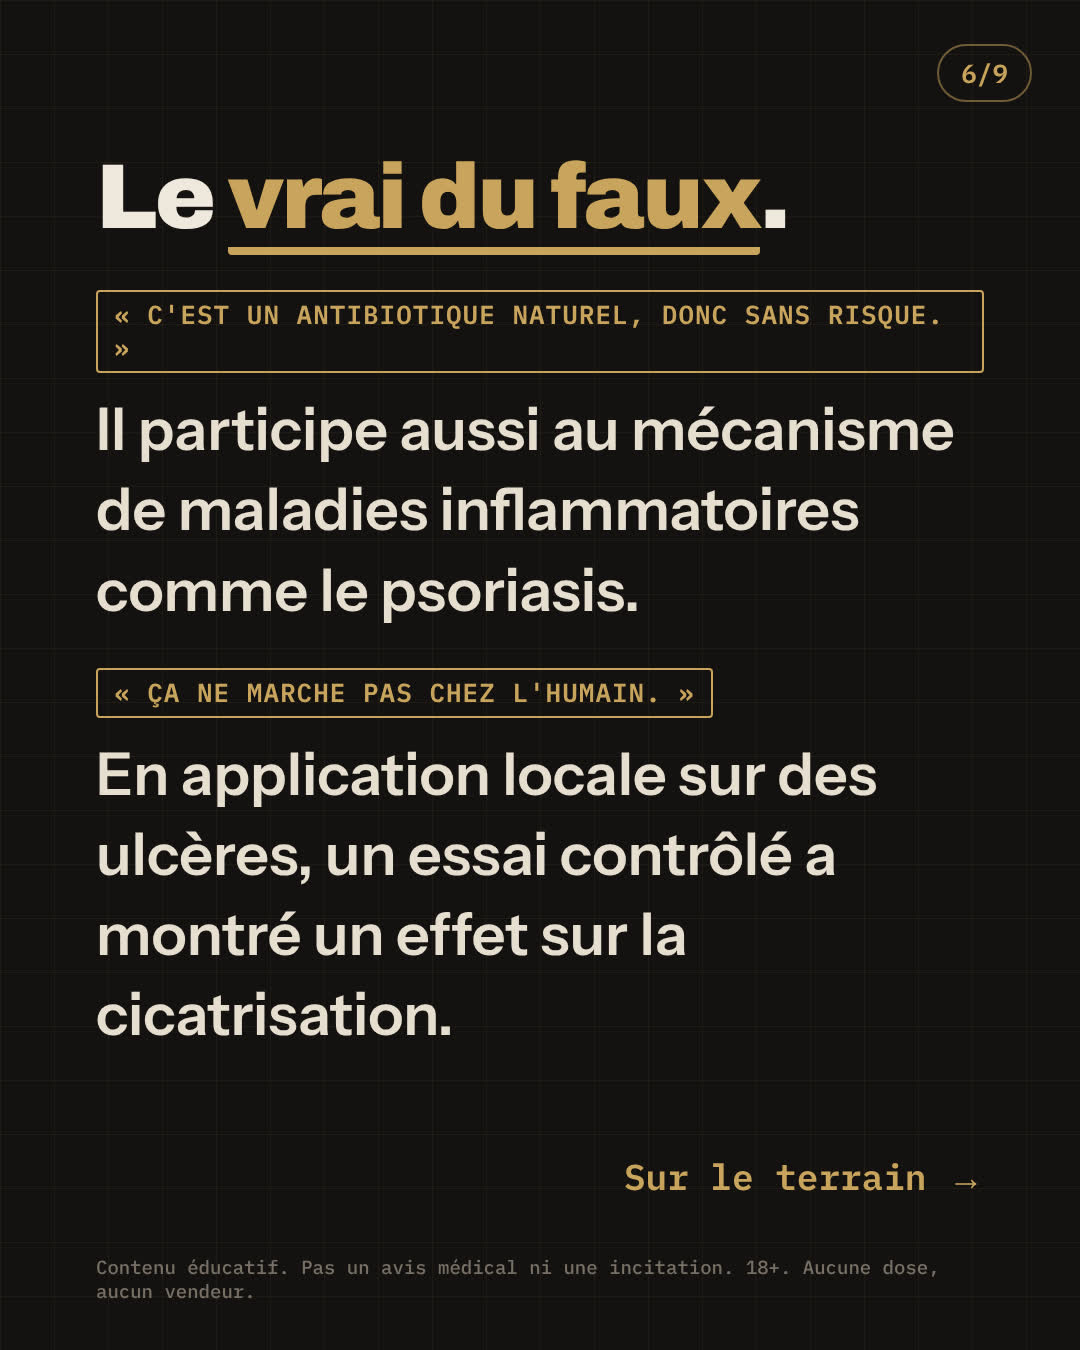 6/9
Le vrai du faux.
« C'EST UN ANTIBIOTIQUE NATUREL, DONC SANS RISQUE.
»
Il participe aussi au mécanisme
de maladies inflammatoires
comme le psoriasis.
« ÇA NE MARCHE PAS CHEZ L'HUMAIN. »
En application locale sur des
ulcères, un essai contrôlé a
montré un effet sur la
cicatrisation.
Sur le terrain →
Contenu éducatif. Pas un avis médical ni une incitation. 18+. Aucune dose,
aucun vendeur.